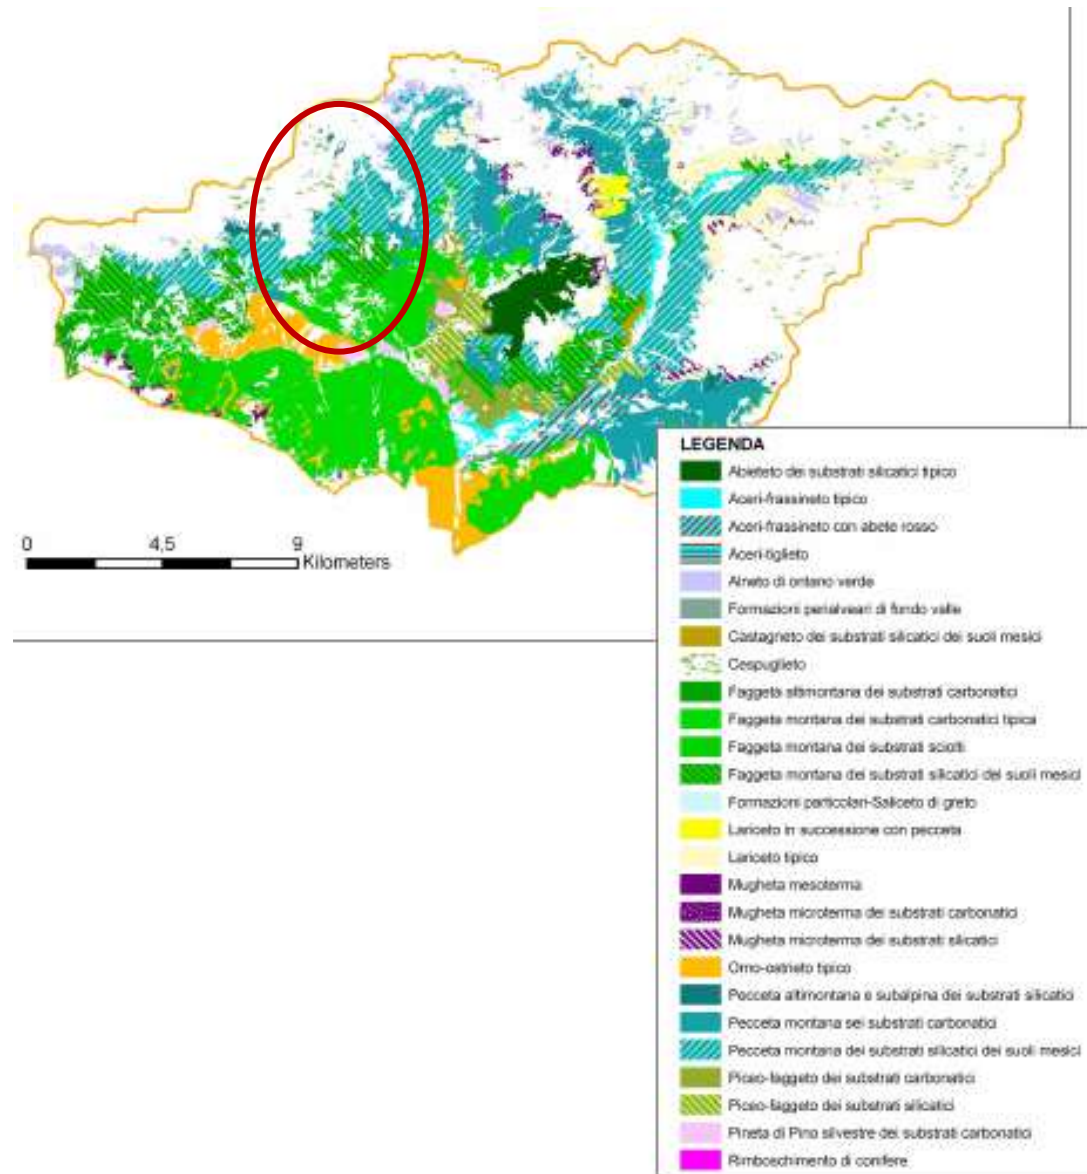 LEGENDA
Abieteto dei substrati silicatici tipico
Aceri-frassineto tipico
Aceri-frassineto con abete rosso
Aceri-tiglieto
Alneto di ontano verde
Formazioni perialveari di fondo valle
Castagneto dei substrati silicatici dei suoli mesici
Cespuglieto
Faggeta altimontana dei substrati carbonatici
Faggeta montana dei substrati carbonatici tipica
Faggeta montana dei substrati sciolti
Faggeta montana dei substrati silicatici dei suoli mesici
Formazioni particolari-Saliceto di greto
Lariceto in successione con pecceta
Lariceto tipico
Mugheta mesoterma
Mugheta microterma dei substrati carbonatici
Mugheta microterma dei substrati silicatici
Orno-ostrieto tipico
Pecceta altimontana e subalpina dei substrati silicatici
Pecceta montana sei substrati carbonatici
Pecceta montana dei substrati silicatici dei suoli mesici
Piceo-faggeto dei substrati carbonatici
Piceo-faggeto dei substrati silicatici
Pineta di Pino silvestre dei substrati carbonatici
Rimboschimento di conifere
0 4,5 9
Kilometers